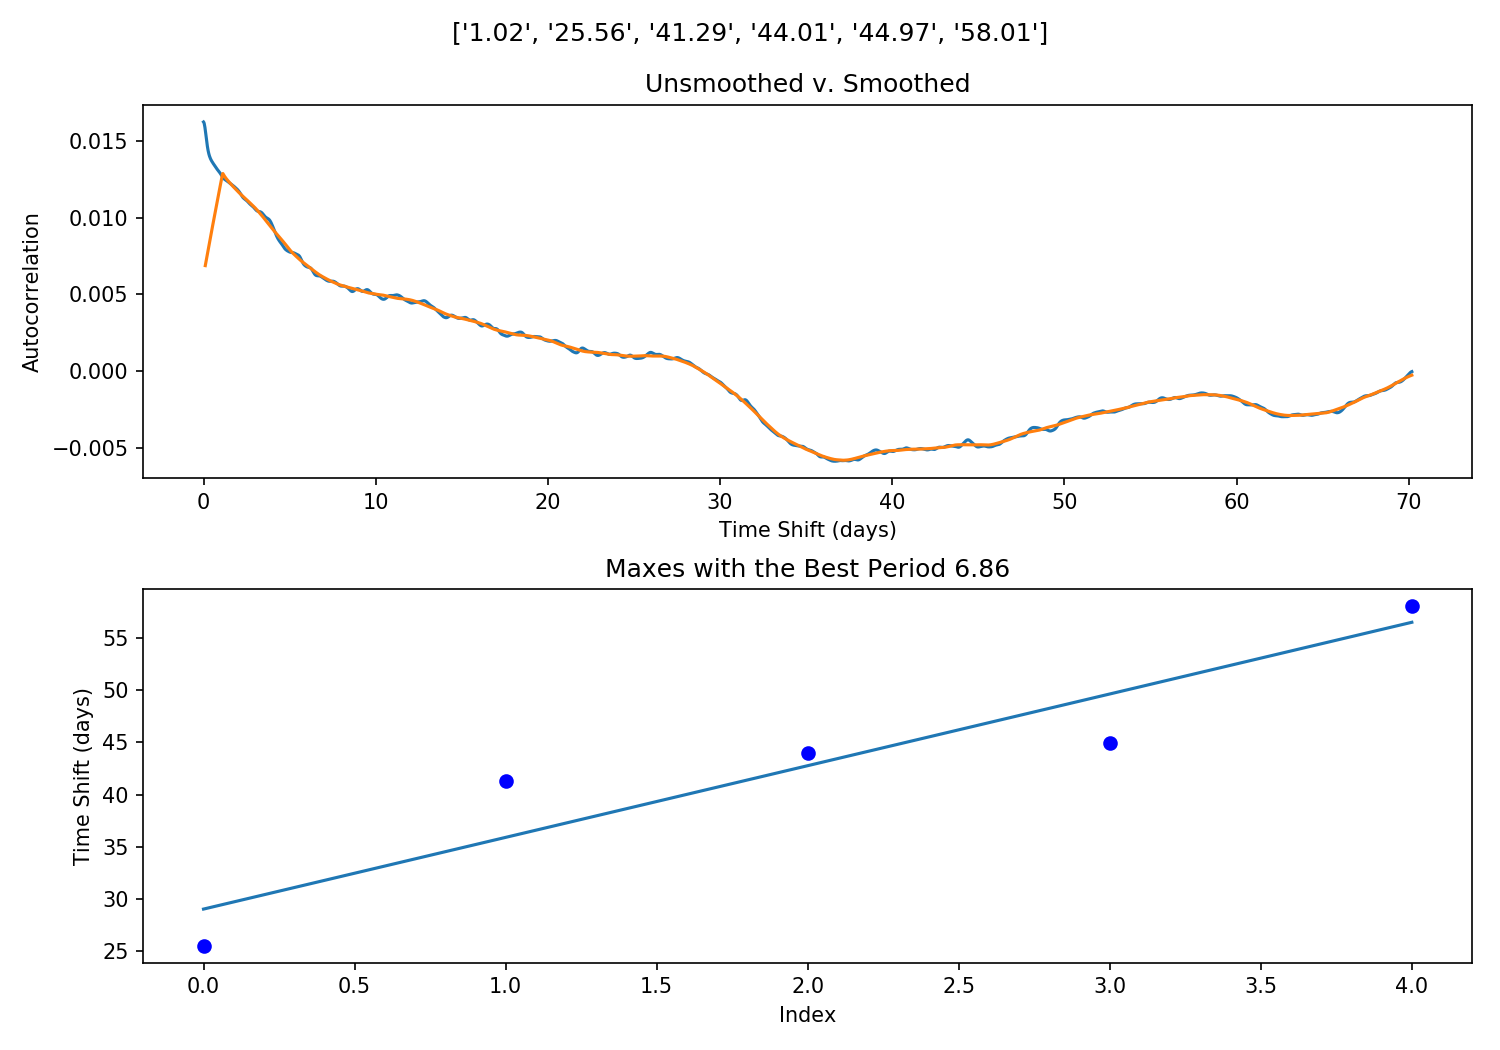 ['1.02', '25.56', '41.29', '44.01', '44.97', '58.01']
Unsmoothed v. Smoothed
0.015
0.010
0.005
0.000
−0.005
Autocorrelation
0 10 20 30 40 50 60 70
Time Shift (days)
Maxes with the Best Period 6.86
55
50
45
40
35
30
25
Time Shift (days)
0.0 0.5 1.0 1.5 2.0 2.5 3.0 3.5 4.0
Index